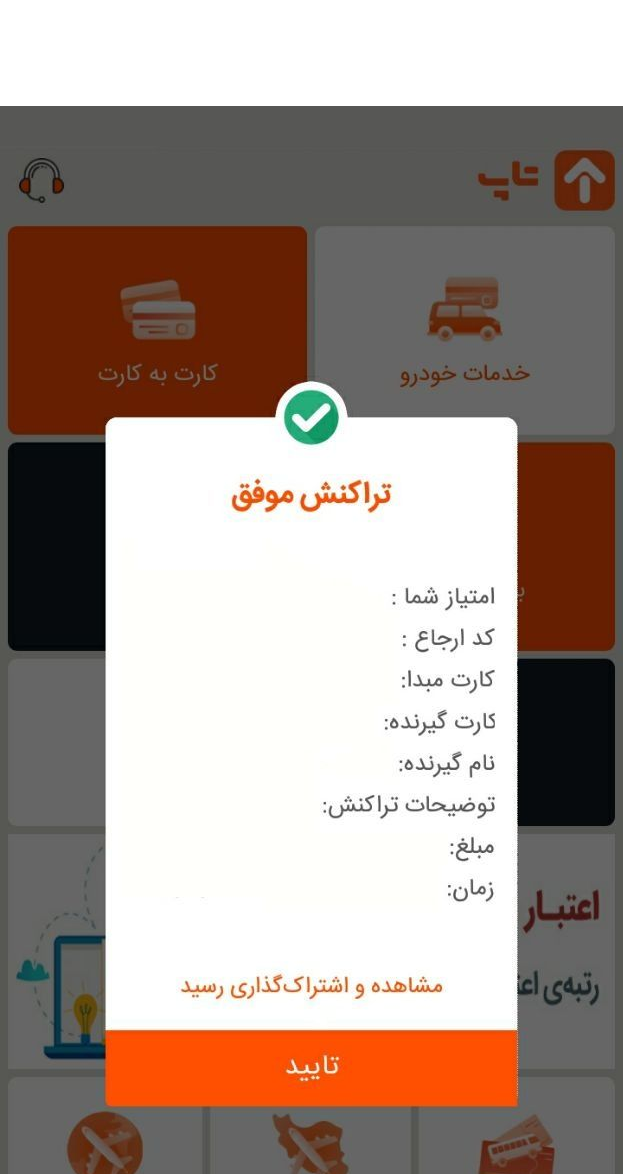 تاپ
خدمات خودرو
کارت به کارت
تراکنش موفق
امتیاز شما :
کد ارجاع :
کارت مبدا:
کارت گیرنده:
نام گیرنده:
توضیحات تراکنش:
مبلغ:
زمان:
اعتبار
رتبه‌ی
مشاهده و اشتراک‌گذاری رسید
تایید